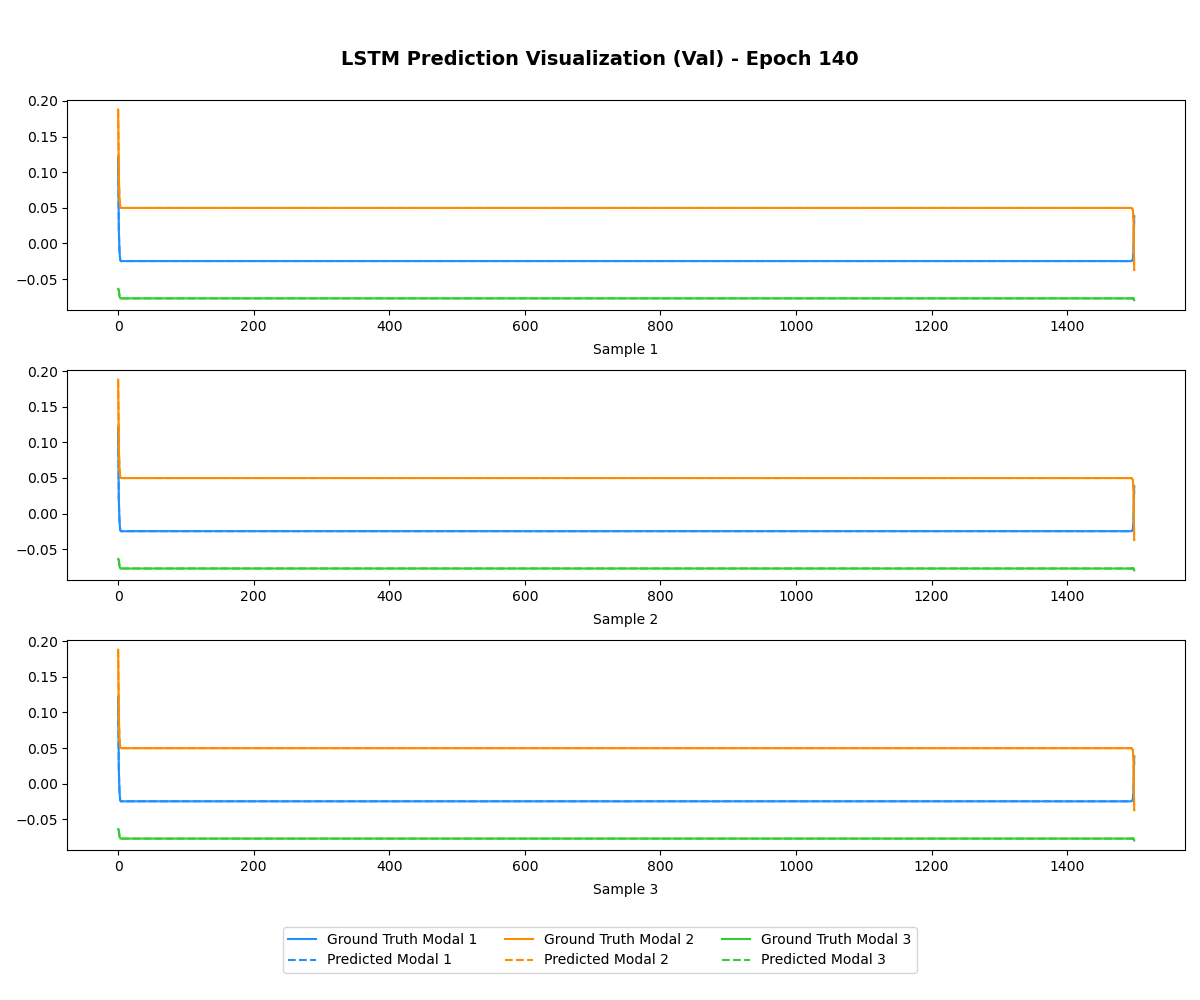 LSTM Prediction Visualization (Val) - Epoch 140
0.20
0.15
0.10
0.05
0.00
−0.05
0 200 400 600 800 1000 1200 1400
Sample 1
0.20
0.15
0.10
0.05
0.00
−0.05
0 200 400 600 800 1000 1200 1400
Sample 2
0.20
0.15
0.10
0.05
0.00
−0.05
0 200 400 600 800 1000 1200 1400
Sample 3
Ground Truth Modal 1 Ground Truth Modal 2 Ground Truth Modal 3
Predicted Modal 1 Predicted Modal 2 Predicted Modal 3